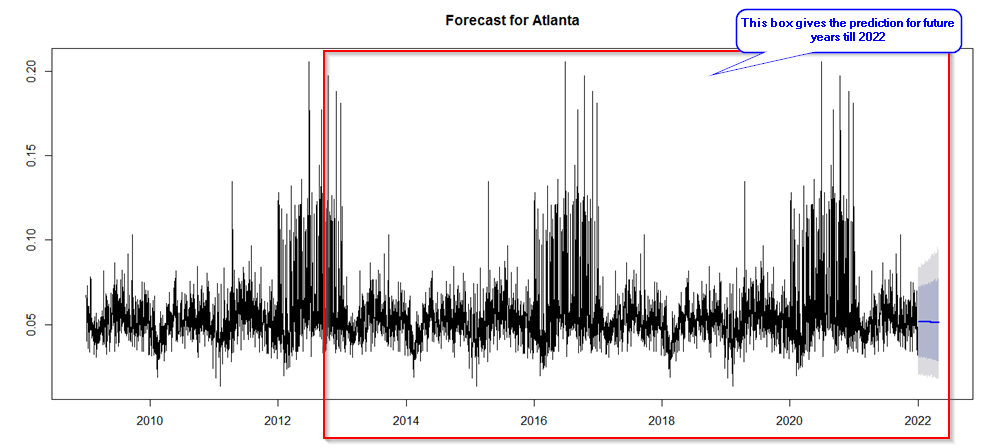 Forecast for Atlanta
This box gives the prediction for future
years till 2022
0.20
0.15
0.10
0.05
2010 2012 2014 2016 2018 2020 2022